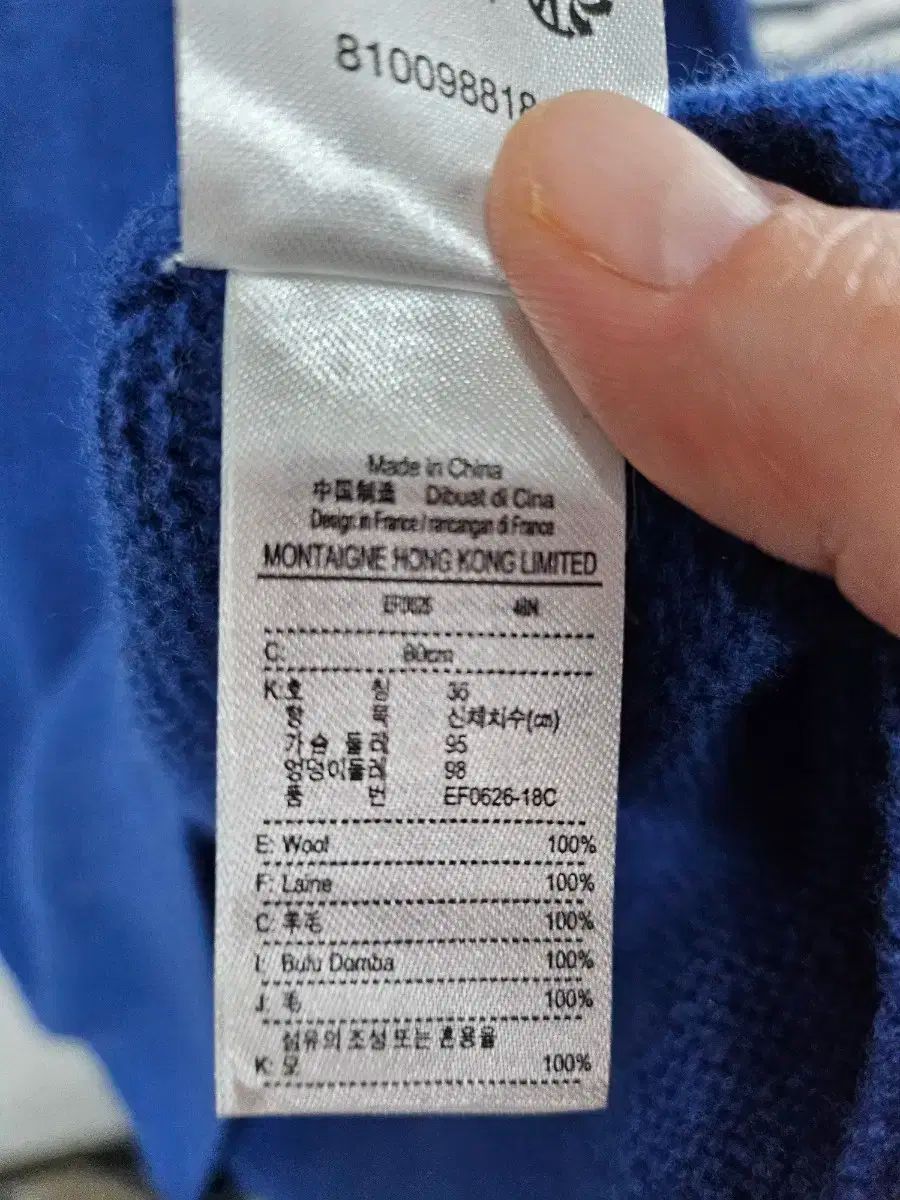 810098818
Made in China
中国制造 Dibuat di Cina
Design in France / rancangan di France
MONTAIGNE HONG KONG LIMITED
C: 80cm
K: 호 칭 36
항 목 신체치수(cm)
가슴둘레 95
엉덩이둘레 98
품 번 EF0626-18C
E: Wool 100%
F: Laine 100%
C: 羊毛 100%
I: Bulu Domba 100%
J: 毛 100%
섬유의 조성 또는 혼용율
K: 모 100%